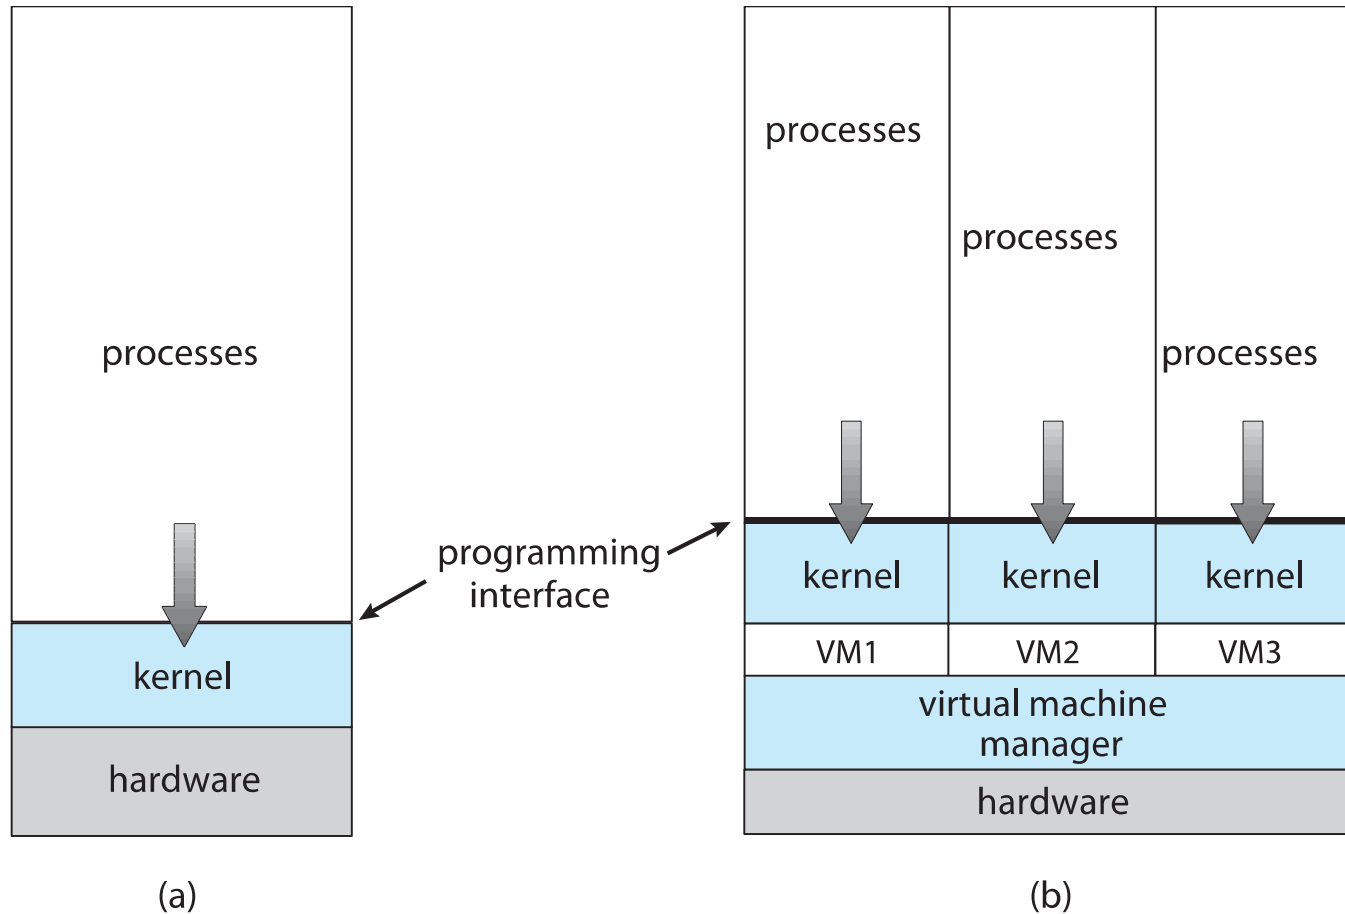 processes
kernel
hardware
(a)
programming
interface
processes
processes
processes
kernel
kernel
kernel
VM1
VM2
VM3
virtual machine
manager
hardware
(b)